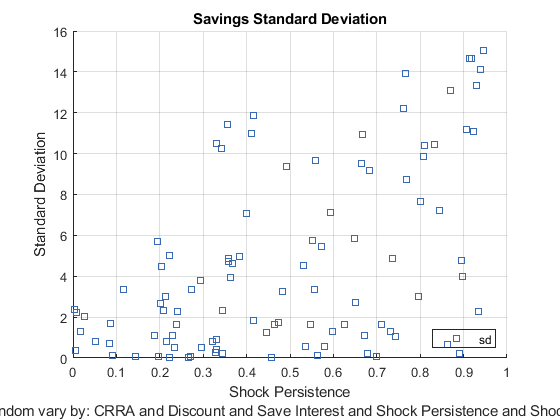 Savings Standard Deviation
16
14
12
10
8
6
4
2
0
Standard Deviation
sd
0 0.1 0.2 0.3 0.4 0.5 0.6 0.7 0.8 0.9 1
Shock Persistence
ndom vary by: CRRA and Discount and Save Interest and Shock Persistence and Shoc